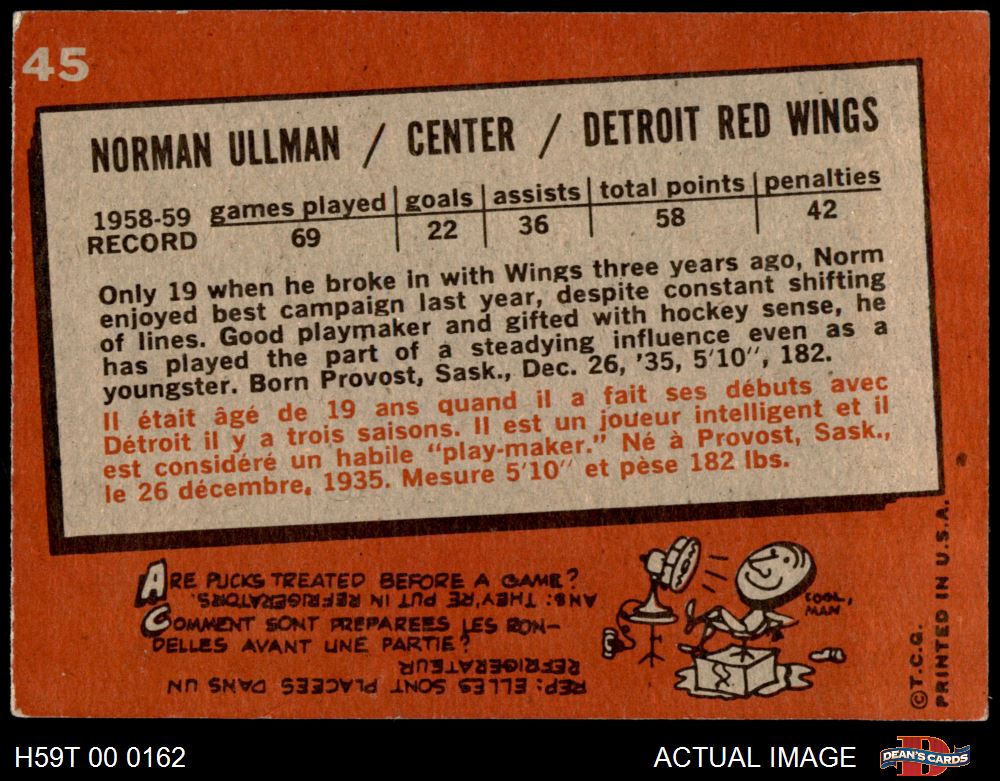 45
NORMAN ULLMAN / CENTER / DETROIT RED WINGS
1958-59 games played goals assists total points penalties
RECORD 69 22 36 58 42
Only 19 when he broke in with Wings three years ago, Norm
enjoyed best campaign last year, despite constant shifting
of lines. Good playmaker and gifted with hockey sense, he
has played the part of a steadying influence even as a
youngster. Born Provost, Sask., Dec. 26, '35, 5'10", 182.
Il était âgé de 19 ans quand il a fait ses débuts avec
Détroit il y a trois saisons. Il est un joueur intelligent et il
est considéré un habile "play-maker." Né à Provost, Sask.,
le 26 décembre, 1935. Mesure 5'10" et pèse 182 lbs.
ARE PUCKS TREATED BEFORE A GAME?
ANS: THEY'RE PUT IN REFRIGERATORS.
COMMENT SONT PREPAREES LES RON-
DELLES AVANT UNE PARTIE?
REP: ELLES SONT PLACEES DANS UN
REFRIGERATEUR
COOL,
MAN
©T.C.G.
PRINTED IN U.S.A.
H59T 00 0162
ACTUAL IMAGE
DEAN'S CARDS